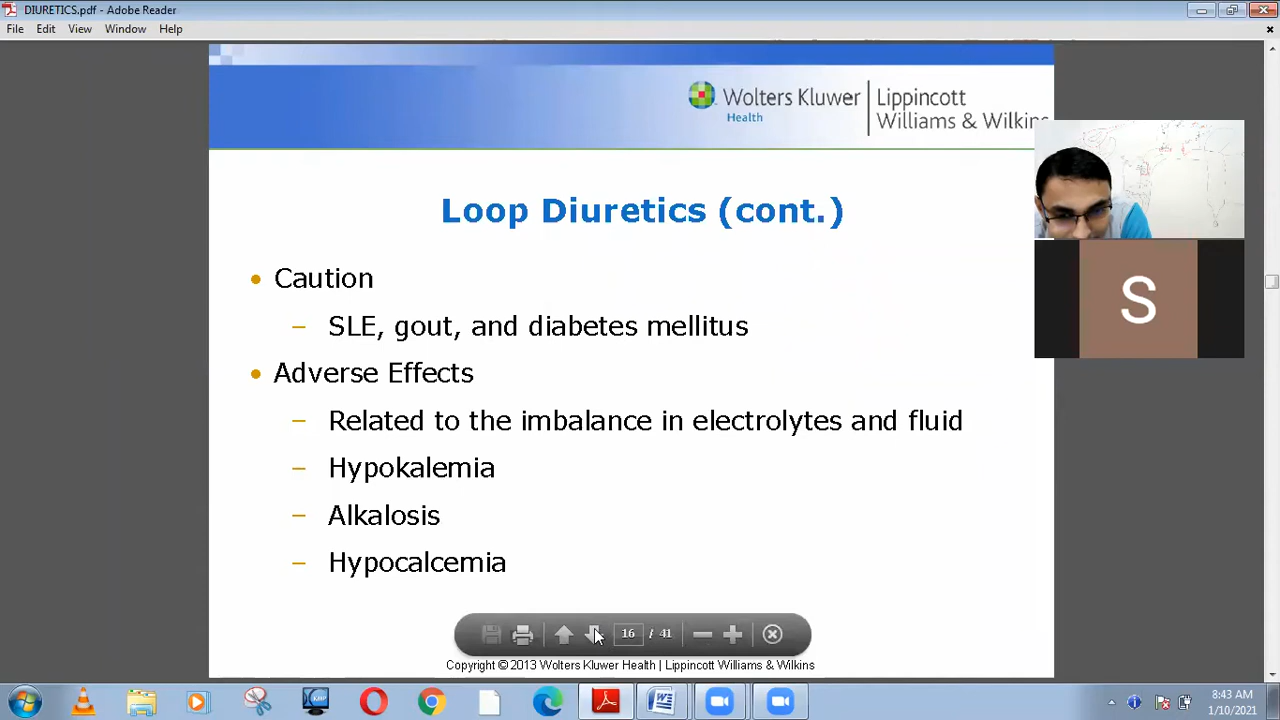 DIURETICS.pdf - Adobe Reader
File Edit View Window Help
Wolters Kluwer
Health
Lippincott
Williams & Wilkins
Loop Diuretics (cont.)
• Caution
– SLE, gout, and diabetes mellitus
• Adverse Effects
– Related to the imbalance in electrolytes and fluid
– Hypokalemia
– Alkalosis
– Hypocalcemia
S
16 / 41
Copyright © 2013 Wolters Kluwer Health | Lippincott Williams & Wilkins
8:43 AM
1/10/2021